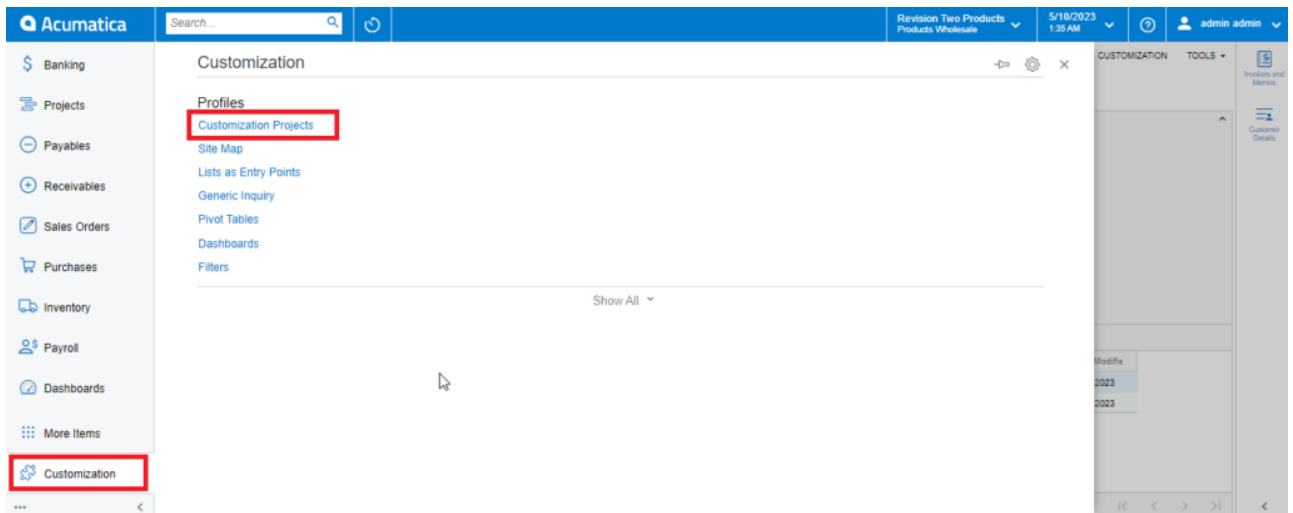 Acumatica
Search...
Revision Two Products
Products Wholesale
5/10/2023
1:35 AM
admin admin
Banking
Projects
Payables
Receivables
Sales Orders
Purchases
Inventory
Payroll
Dashboards
More Items
Customization
Customization
Profiles
Customization Projects
Site Map
Lists as Entry Points
Generic Inquiry
Pivot Tables
Dashboards
Filters
Show All
CUSTOMIZATION TOOLS
Invoices and
Memos
Customer
Details
Modifie
2023
2023